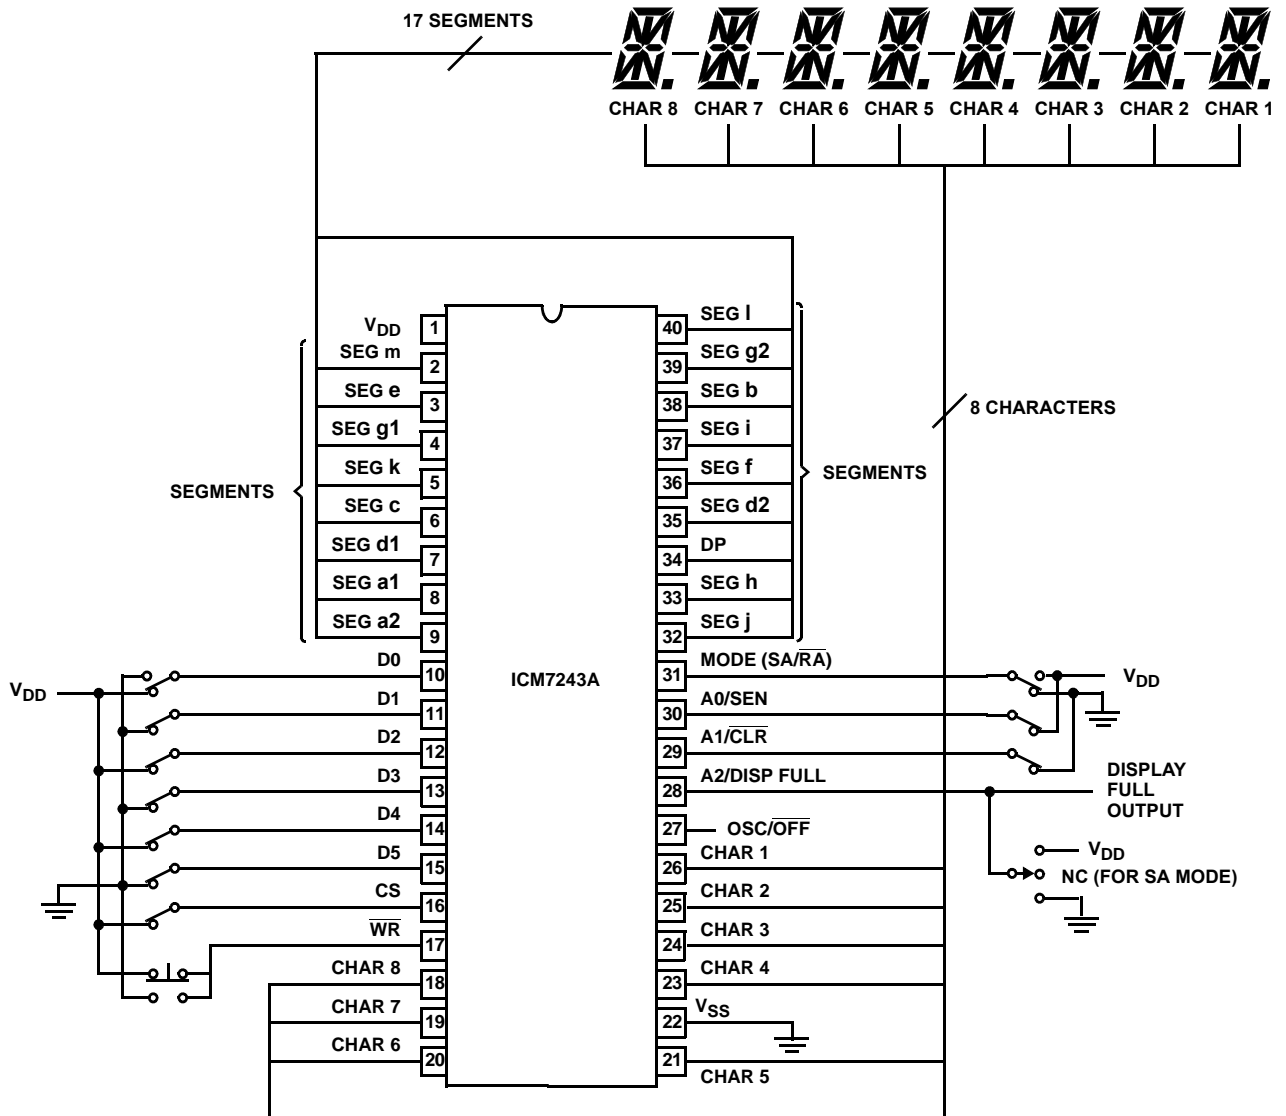 17 SEGMENTS
CHAR 8 CHAR 7 CHAR 6 CHAR 5 CHAR 4 CHAR 3 CHAR 2 CHAR 1
8 CHARACTERS
SEGMENTS
VDD 1
SEG m 2
SEG e 3
SEG g1 4
SEG k 5
SEG c 6
SEG d1 7
SEG a1 8
SEG a2 9
D0 10
D1 11
D2 12
D3 13
D4 14
D5 15
CS 16
W̅R̅ 17
CHAR 8 18
CHAR 7 19
CHAR 6 20
VDD
ICM7243A
40 SEG l
39 SEG g2
38 SEG b
37 SEG i
36 SEG f
35 SEG d2
34 DP
33 SEG h
32 SEG j
31 MODE (SA/R̅A̅)
30 A0/SEN
29 A1/C̅L̅R̅
28 A2/DISP FULL
27 OSC/O̅F̅F̅
26 CHAR 1
25 CHAR 2
24 CHAR 3
23 CHAR 4
22 VSS
21 CHAR 5
SEGMENTS
VDD
DISPLAY
FULL
OUTPUT
VDD
NC (FOR SA MODE)